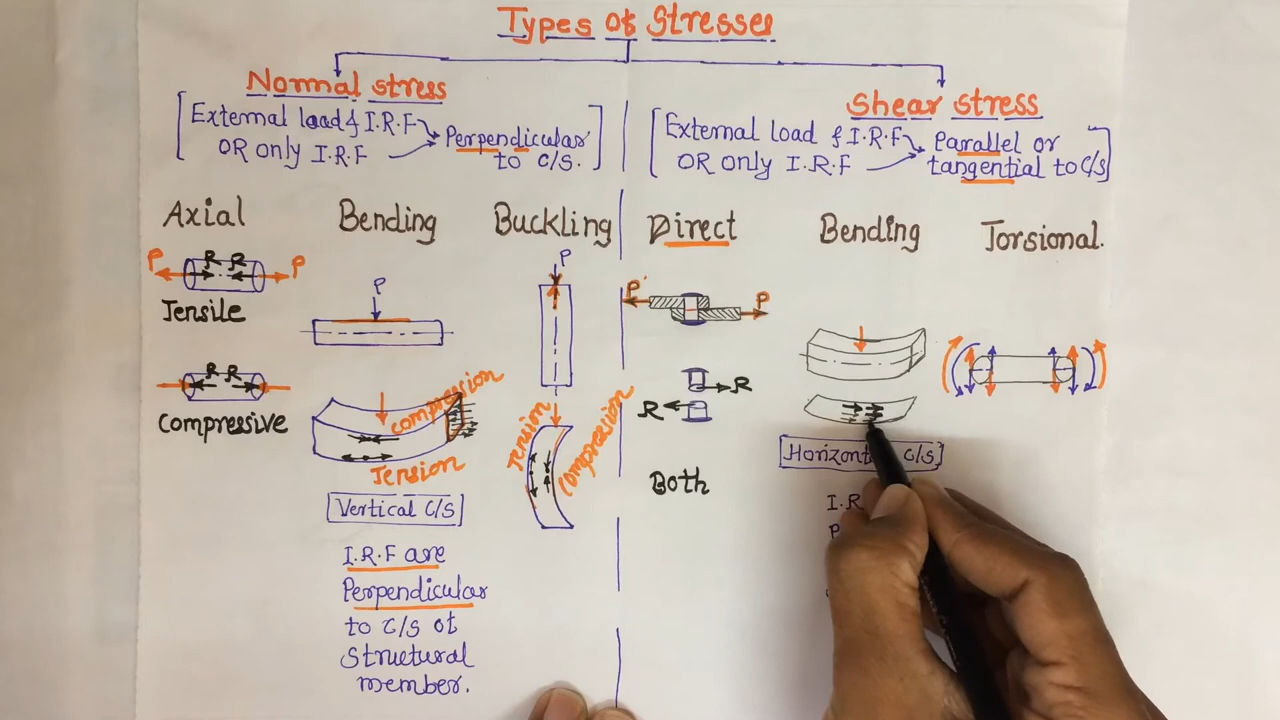 Types of Stresses
Normal stress
External load & I.R.F
OR only I.R.F
Perpendicular
to C/S.
Shear stress
External load & I.R.F
OR only I.R.F
Parallel or
tangential to C/S
Axial
Bending
Buckling
Direct
Bending
Torsional.
P R R P
Tensile
R R
Compressive
P
compression
Tension
Vertical C/S
I.R.F are
Perpendicular
to C/S of
Structural
member.
P
Tension
compression
P P
R
R
Both
C/S
I.R